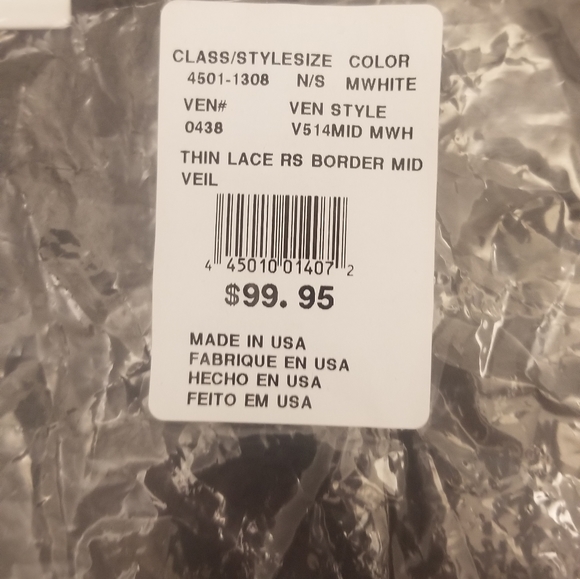 CLASS/STYLESIZE COLOR
4501-1308 N/S MWHITE
VEN# VEN STYLE
0438 V514MID MWH
THIN LACE RS BORDER MID
VEIL
4 45010 01407 2
$99. 95
MADE IN USA
FABRIQUE EN USA
HECHO EN USA
FEITO EM USA